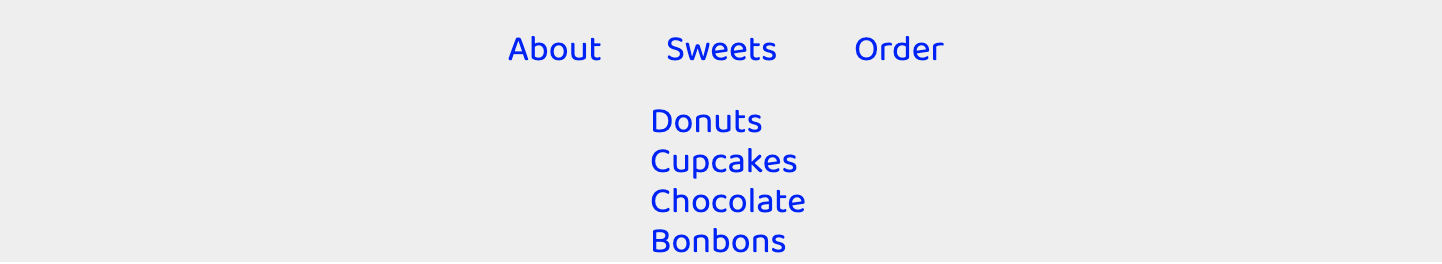 About Sweets Order
Donuts
Cupcakes
Chocolate
Bonbons